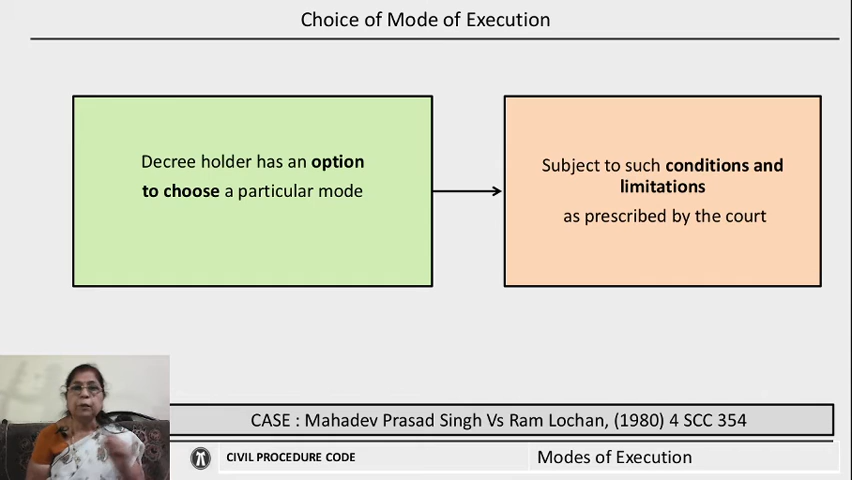 Choice of Mode of Execution
Decree holder has an option
to choose a particular mode
Subject to such conditions and
limitations
as prescribed by the court
CASE : Mahadev Prasad Singh Vs Ram Lochan, (1980) 4 SCC 354
CIVIL PROCEDURE CODE
Modes of Execution